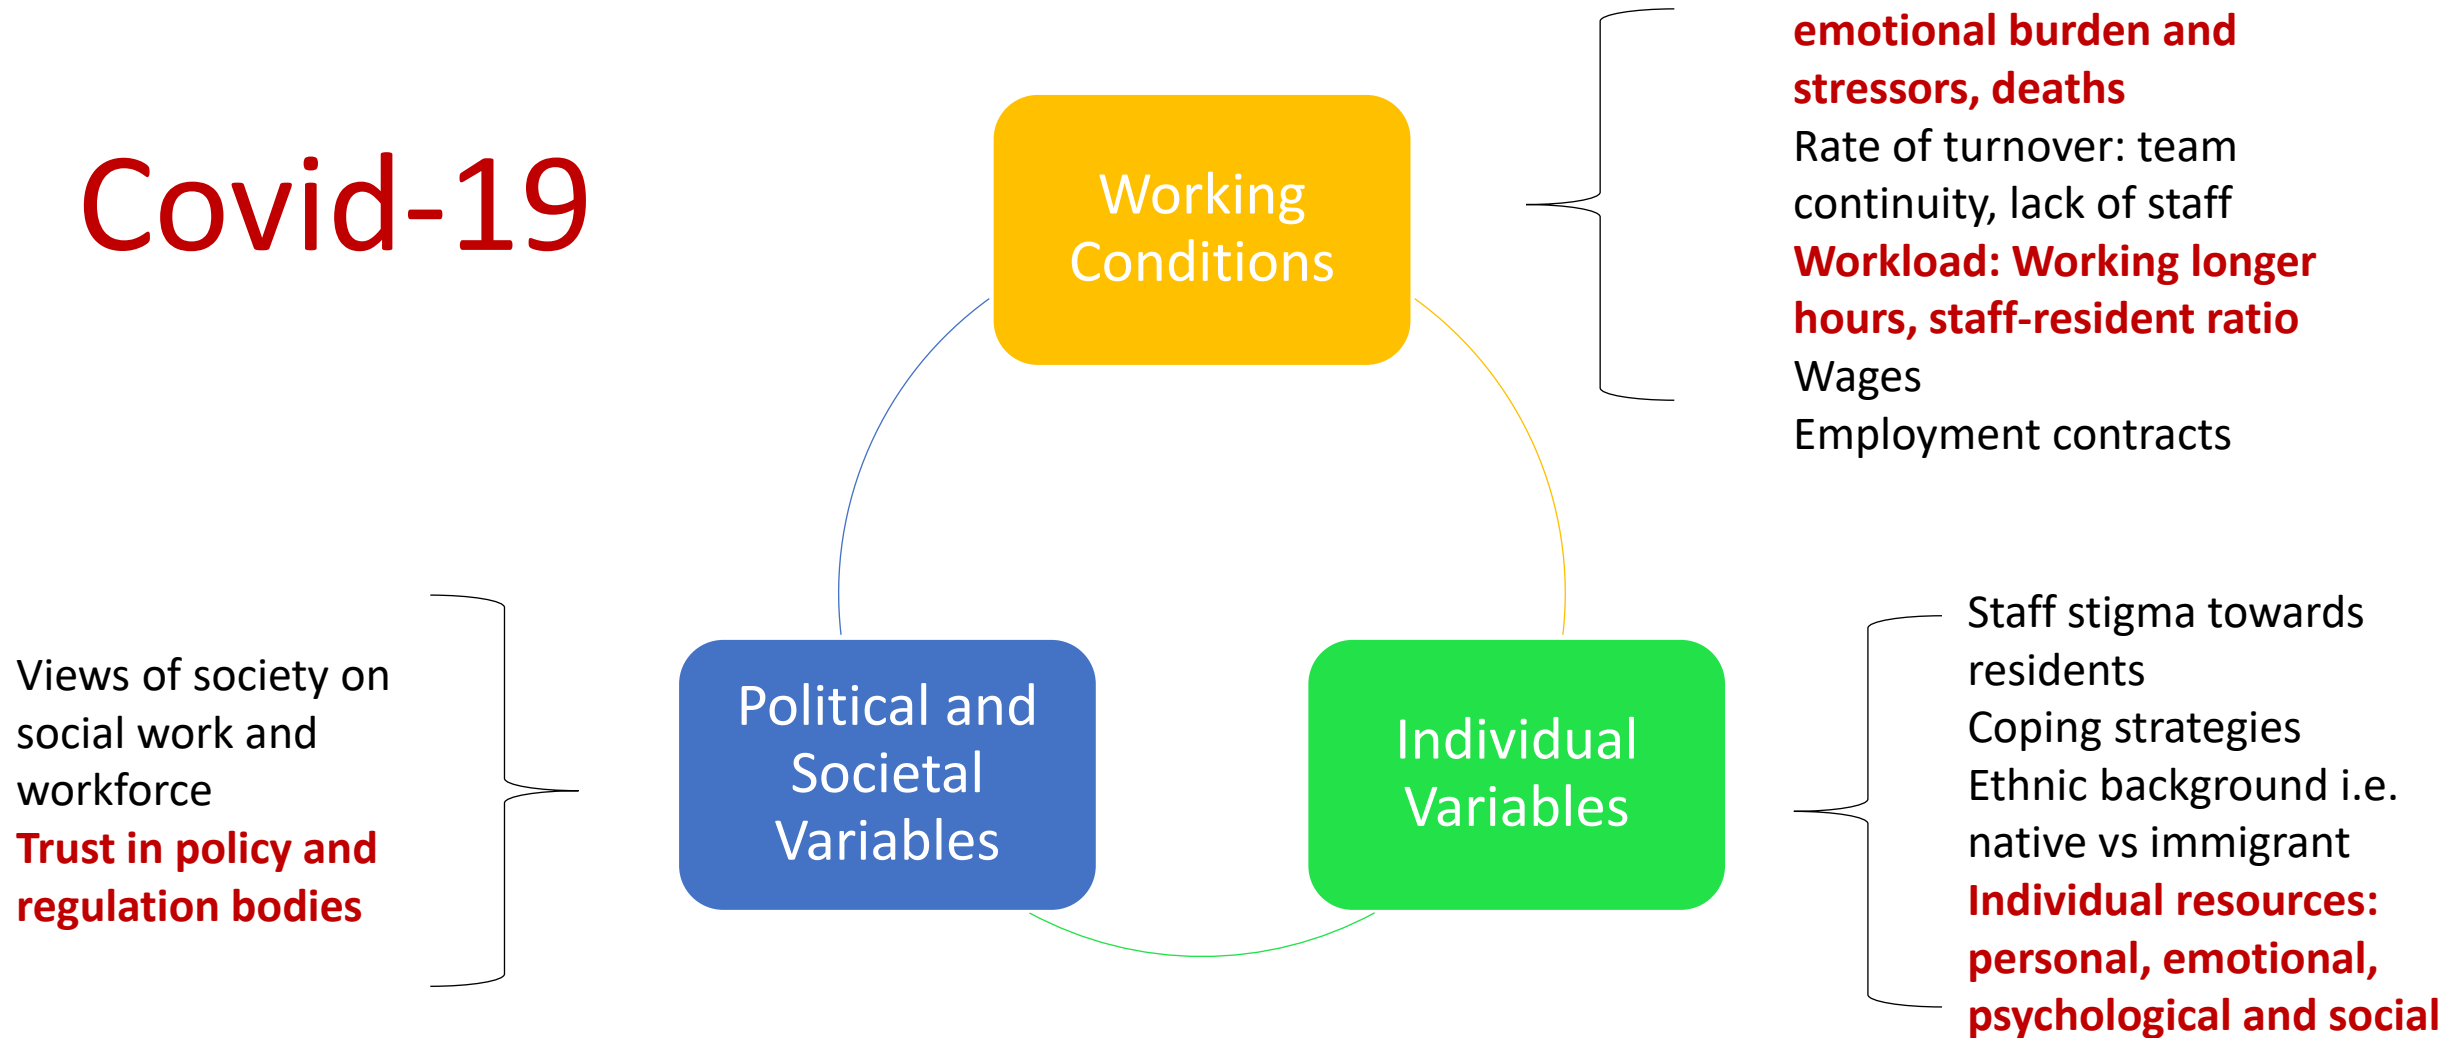 Covid-19
Working
Conditions
emotional burden and
stressors, deaths
Rate of turnover: team
continuity, lack of staff
Workload: Working longer
hours, staff-resident ratio
Wages
Employment contracts
Views of society on
social work and
workforce
Trust in policy and
regulation bodies
Political and
Societal
Variables
Individual
Variables
Staff stigma towards
residents
Coping strategies
Ethnic background i.e.
native vs immigrant
Individual resources:
personal, emotional,
psychological and social